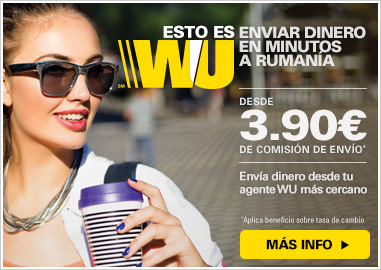 ESTO ES ENVIAR DINERO
EN MINUTOS
A RUMANÍA
WU
SM
DESDE
3.90€
DE COMISIÓN DE ENVÍO*
Envía dinero desde tu
agente WU más cercano
*Aplica beneficio sobre tasa de cambio
MÁS INFO